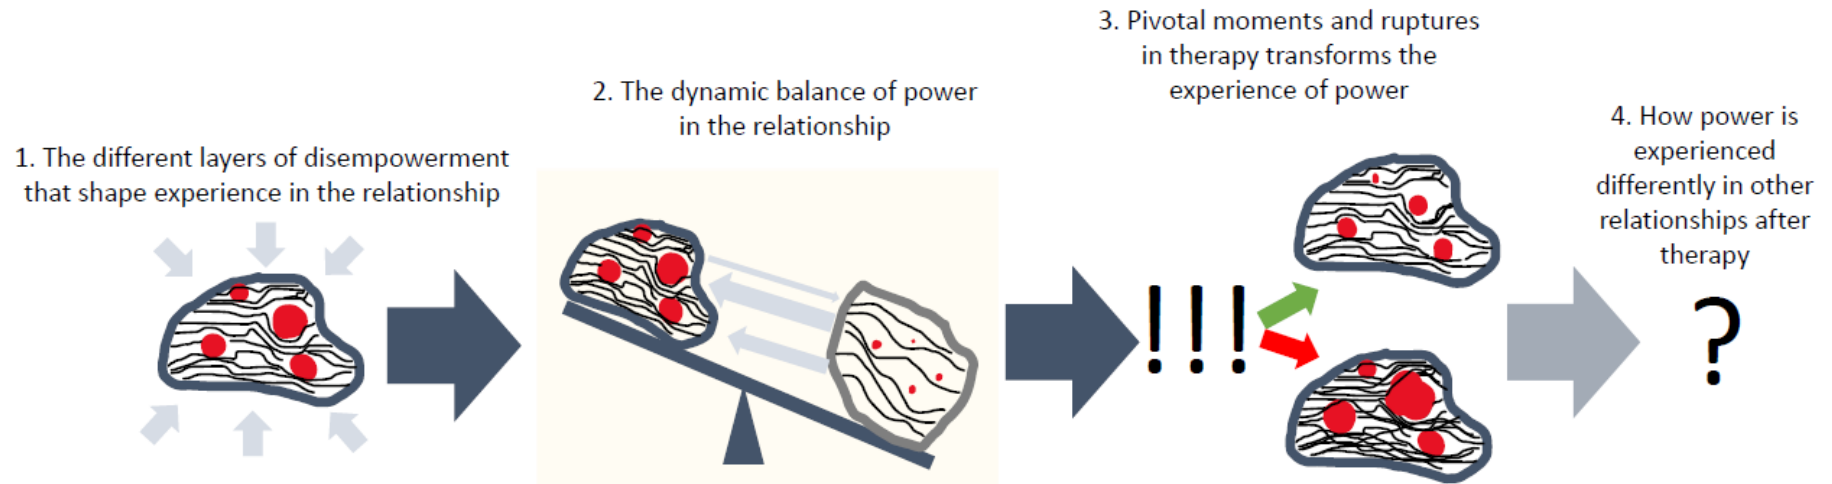 1. The different layers of disempowerment
that shape experience in the relationship
2. The dynamic balance of power
in the relationship
3. Pivotal moments and ruptures
in therapy transforms the
experience of power
!!!
4. How power is
experienced
differently in other
relationships after
therapy
?